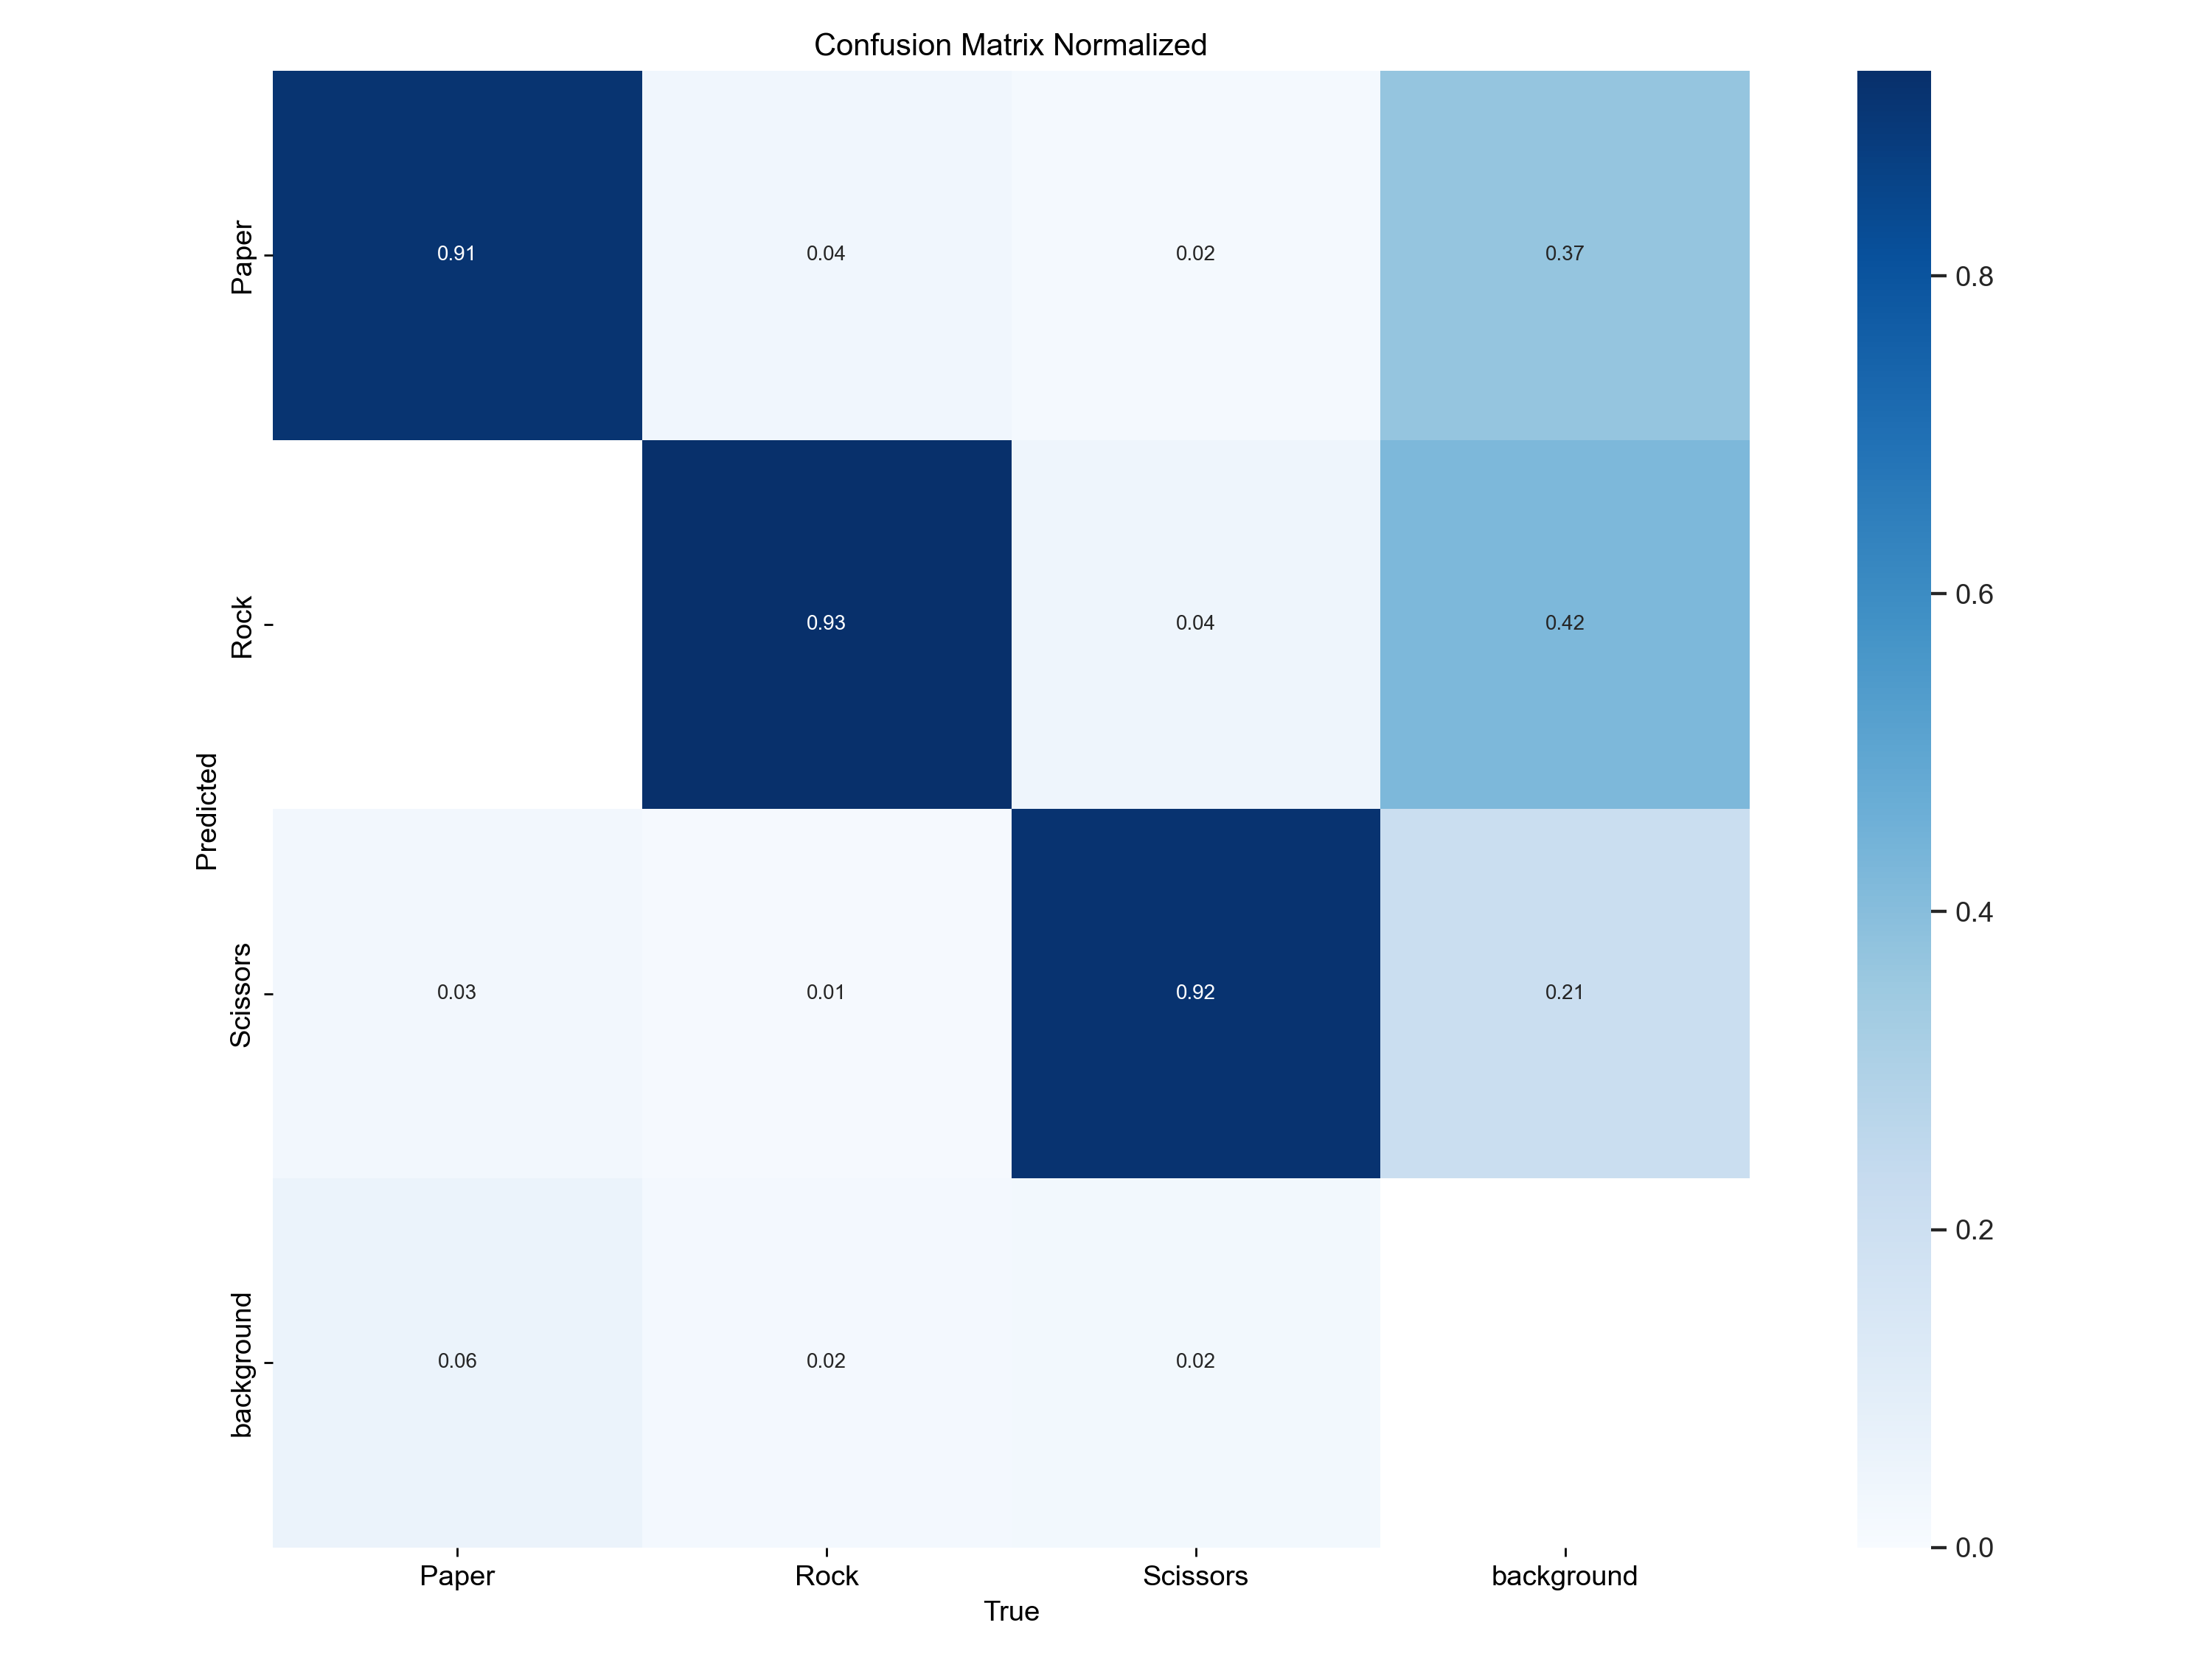 Confusion Matrix Normalized
Paper
0.91
0.04
0.02
0.37
Rock
0.93
0.04
0.42
Scissors
0.03
0.01
0.92
0.21
background
0.06
0.02
0.02
Predicted
Paper
Rock
Scissors
background
True
0.8
0.6
0.4
0.2
0.0